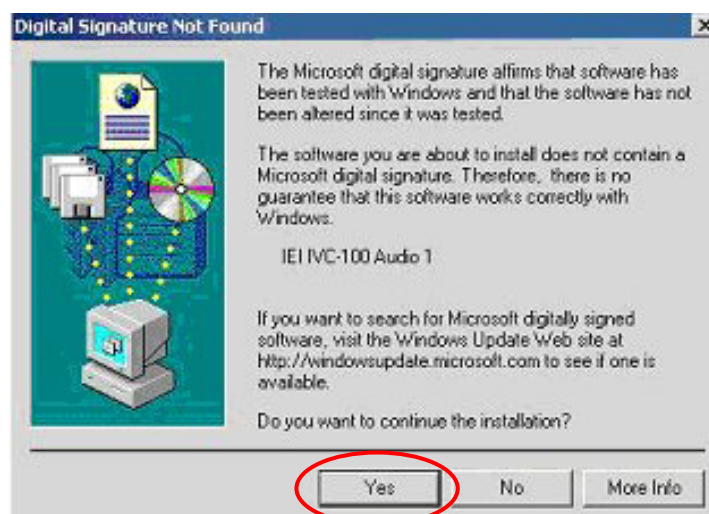 Digital Signature Not Found
The Microsoft digital signature affirms that software has
been tested with Windows and that the software has not
been altered since it was tested.
The software you are about to install does not contain a
Microsoft digital signature. Therefore, there is no
guarantee that this software works correctly with
Windows.
IEI IVC-100 Audio 1
If you want to search for Microsoft digitally signed
software, visit the Windows Update Web site at
http://windowsupdate.microsoft.com to see if one is
available.
Do you want to continue the installation?
Yes
No
More Info